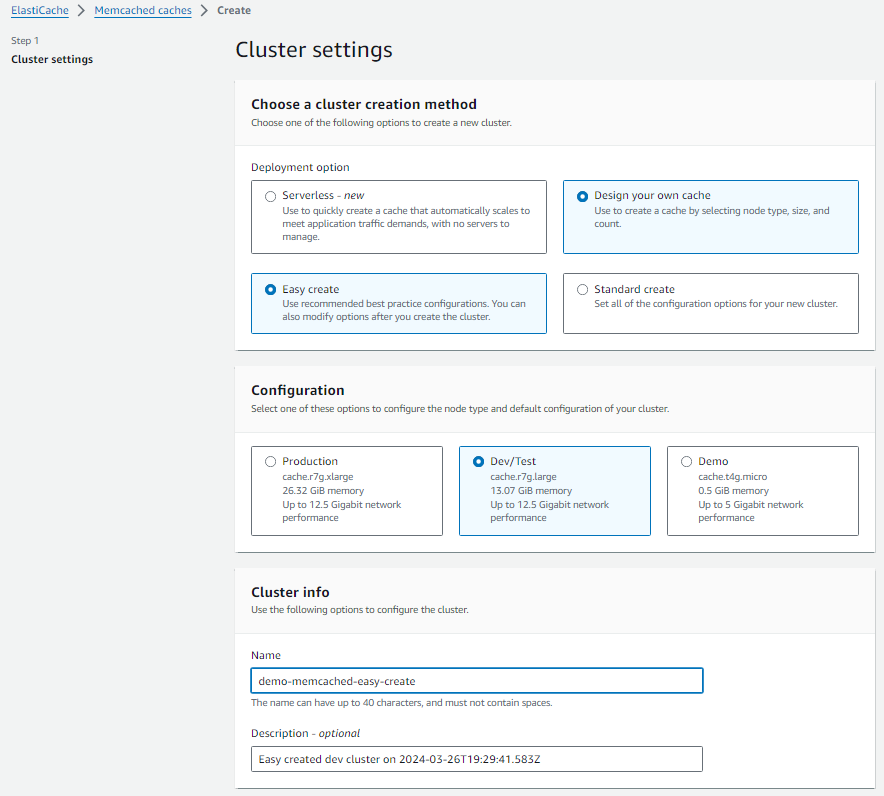 ElastiCache > Memcached caches > Create
Step 1
Cluster settings
Cluster settings
Choose a cluster creation method
Choose one of the following options to create a new cluster.
Deployment option
Serverless - new
Use to quickly create a cache that automatically scales to
meet application traffic demands, with no servers to
manage.
Design your own cache
Use to create a cache by selecting node type, size, and
count.
Easy create
Use recommended best practice configurations. You can
also modify options after you create the cluster.
Standard create
Set all of the configuration options for your new cluster.
Configuration
Select one of these options to configure the node type and default configuration of your cluster.
Production
cache.r7g.xlarge
26.32 GiB memory
Up to 12.5 Gigabit network
performance
Dev/Test
cache.r7g.large
13.07 GiB memory
Up to 12.5 Gigabit network
performance
Demo
cache.t4g.micro
0.5 GiB memory
Up to 5 Gigabit network
performance
Cluster info
Use the following options to configure the cluster.
Name
demo-memcached-easy-create
The name can have up to 40 characters, and must not contain spaces.
Description - optional
Easy created dev cluster on 2024-03-26T19:29:41.583Z